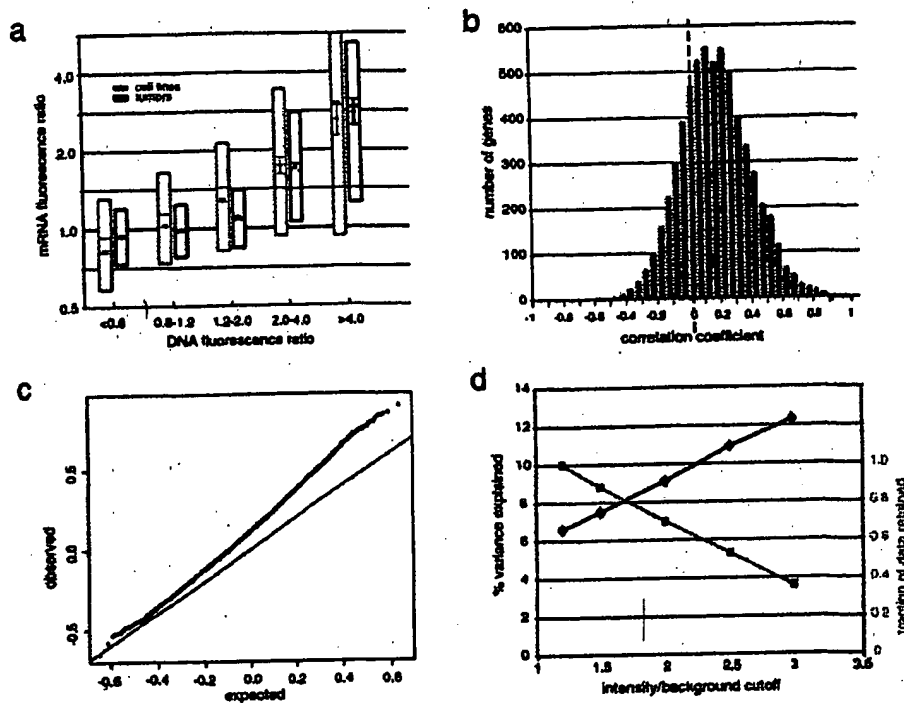 a
mRNA fluorescence ratio
4.0
2.0
1.0
0.5
cell lines
tumors
<0.8 0.8-1.2 1.2-2.0 2.0-4.0 >4.0
DNA fluorescence ratio
b
number of genes
600
500
400
300
200
100
0
-1 -0.8 -0.6 -0.4 -0.2 0 0.2 0.4 0.6 0.8 1
correlation coefficient
c
observed
0.5
0.0
-0.5
-0.6 -0.4 -0.2 0.0 0.2 0.4 0.6
expected
d
% variance explained
14
12
10
8
6
4
2
0
1 1.5 2 2.5 3 3.5
intensity/background cutoff
1.0
0.8
0.6
0.4
0.2
0
fraction of data retained